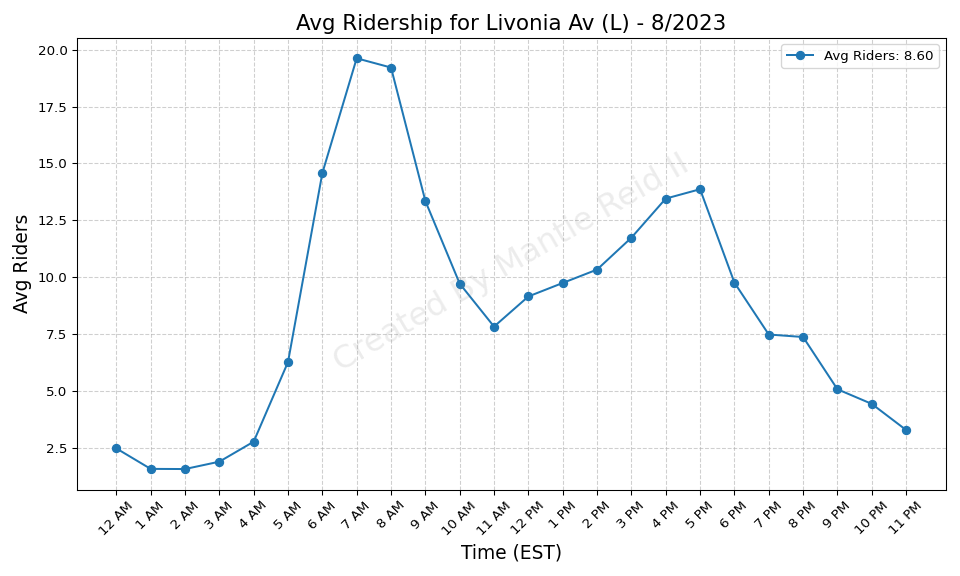 Avg Ridership for Livonia Av (L) - 8/2023
Avg Riders: 8.60
20.0
17.5
15.0
12.5
10.0
7.5
5.0
2.5
Avg Riders
Created By Mantle Reid II
12 AM
1 AM
2 AM
3 AM
4 AM
5 AM
6 AM
7 AM
8 AM
9 AM
10 AM
11 AM
12 PM
1 PM
2 PM
3 PM
4 PM
5 PM
6 PM
7 PM
8 PM
9 PM
10 PM
11 PM
Time (EST)